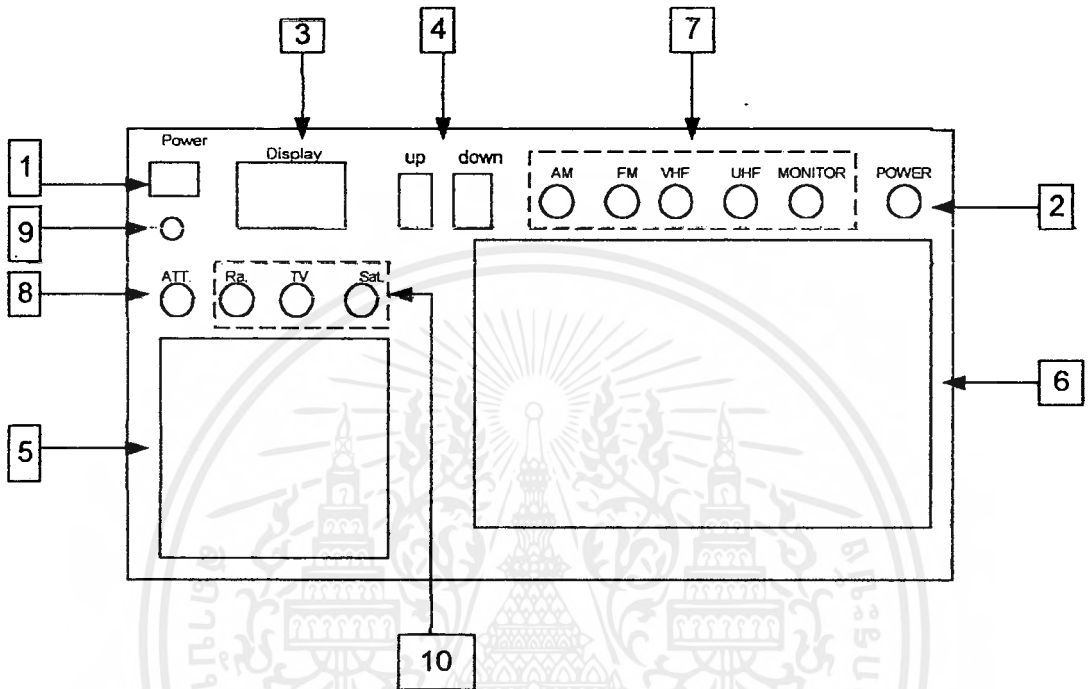 3
4
7
Power
Display
up
down
AM
FM
VHF
UHF
MONITOR
POWER
1
2
9
ATT.
Ra.
TV
Sat.
8
6
5
10